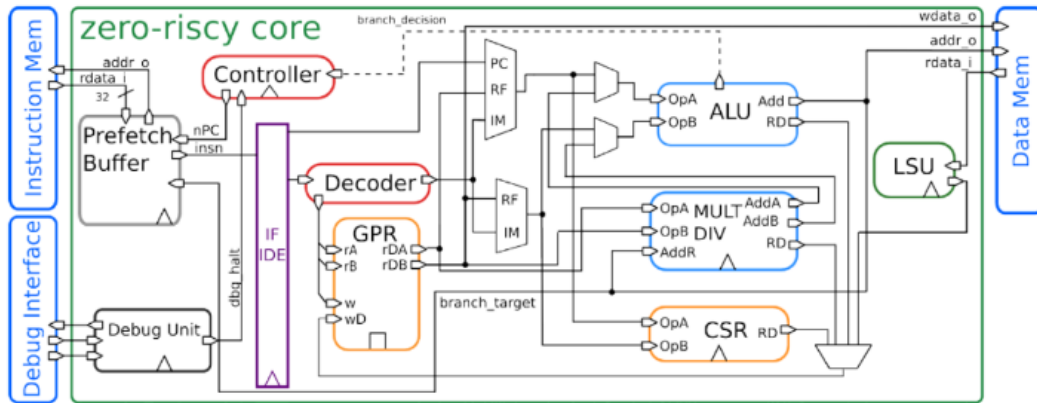 zero-riscy core
Instruction Mem
addr_o
rdata_i
32
Prefetch
Buffer
nPC
insn
Controller
branch_decision
Debug Interface
Debug Unit
dbg_halt
IF
IDE
Decoder
GPR
rA
rB
w
wD
rDA
rDB
PC
RF
IM
RF
IM
branch_target
OpA
OpB
ALU
Add
RD
OpA
OpB
AddR
MULT
DIV
AddA
AddB
RD
OpA
OpB
CSR
RD
LSU
wdata_o
addr_o
rdata_i
Data Mem